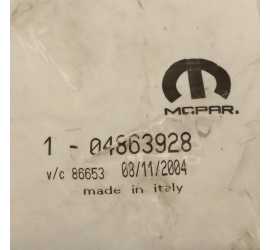 MOPAR.
1 - 04863928
v/c 86653 08/11/2004
made in italy